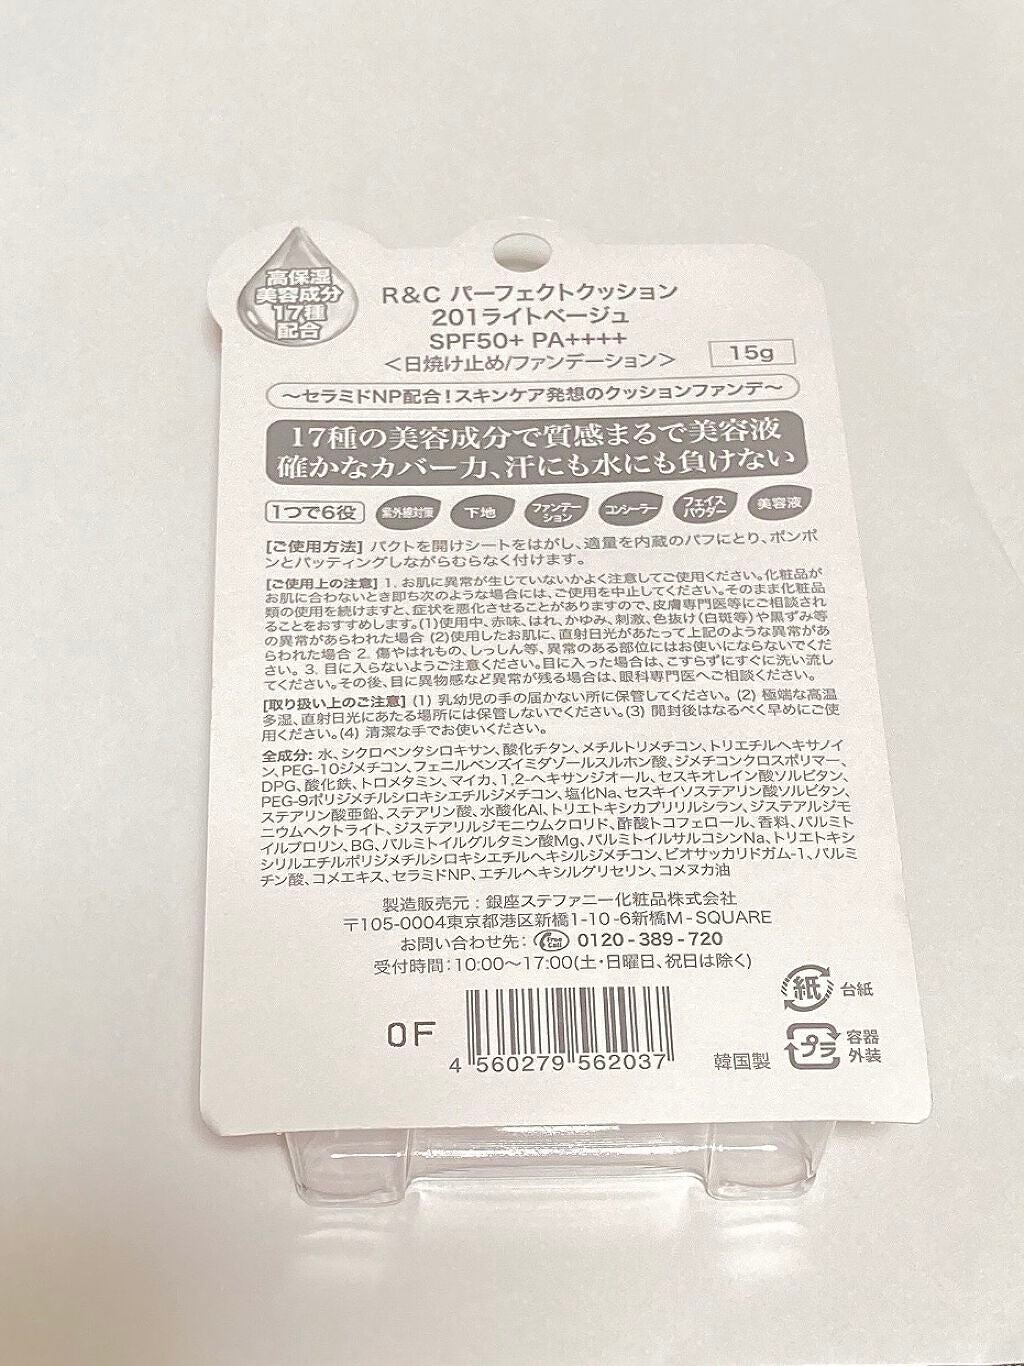 高保湿
美容成分
17種
配合
R&C パーフェクトクッション
201ライトベージュ
SPF50+ PA++++
＜日焼け止め/ファンデーション＞
15g
～セラミドNP配合！スキンケア発想のクッションファンデ～
17種の美容成分で質感まるで美容液
確かなカバー力、汗にも水にも負けない
1つで6役
紫外線対策
下地
ファンデー
ション
コンシーラー
フェイス
パウダー
美容液
[ご使用方法] パクトを開けシートをはがし、適量を内蔵のパフにとり、ポンポ
ンとパッティングしながらむらなく付けます。
[ご使用上の注意] 1. お肌に異常が生じていないかよく注意してご使用ください。化粧品が
お肌に合わないとき即ち次のような場合には、ご使用を中止してください。そのまま化粧品
類の使用を続けますと、症状を悪化させることがありますので、皮膚専門医等にご相談され
ることをおすすめします。(1)使用中、赤味、はれ、かゆみ、刺激、色抜け(白斑等)や黒ずみ等
の異常があらわれた場合 (2)使用したお肌に、直射日光があたって上記のような異常があ
らわれた場合 2. 傷やはれもの、しっしん等、異常のある部位にはお使いにならないでくだ
さい。 3. 目に入らないようご注意ください。目に入った場合は、こすらずにすぐに洗い流し
てください。その後、目に異物感など異常が残る場合は、眼科専門医へご相談ください。
[取り扱い上のご注意] (1) 乳幼児の手の届かない所に保管してください。 (2) 極端な高温
多湿、直射日光にあたる場所には保管しないでください。(3) 開封後はなるべく早めにご使
用ください。(4) 清潔な手でお使いください。
全成分: 水、シクロペンタシロキサン、酸化チタン、メチルトリメチコン、トリエチルヘキサノイ
ン、PEG-10ジメチコン、フェニルベンズイミダゾールスルホン酸、ジメチコンクロスポリマー、
DPG、酸化鉄、トロメタミン、マイカ、1,2-ヘキサンジオール、セスキオレイン酸ソルビタン、
PEG-9ポリジメチルシロキシエチルジメチコン、塩化Na、セスキイソステアリン酸ソルビタン、
ステアリン酸亜鉛、ステアリン酸、水酸化Al、トリエトキシカプリリルシラン、ジステアルジモ
ニウムヘクトライト、ジステアリルジモニウムクロリド、酢酸トコフェロール、香料、パルミト
イルプロリン、BG、パルミトイルグルタミン酸Mg、パルミトイルサルコシンNa、トリエトキシ
シリルエチルポリジメチルシロキシエチルヘキシルジメチコン、ビオサッカリドガム-1、パルミ
チン酸、コメエキス、セラミドNP、エチルヘキシルグリセリン、コメヌカ油
製造販売元 : 銀座ステファニー化粧品株式会社
〒105-0004東京都港区新橋1-10-6新橋M-SQUARE
お問い合わせ先: Free Call 0120-389-720
受付時間:10:00～17:00(土・日曜日、祝日は除く)
0F
4 560279 562037
韓国製
紙 台紙
プラ 容器
外装